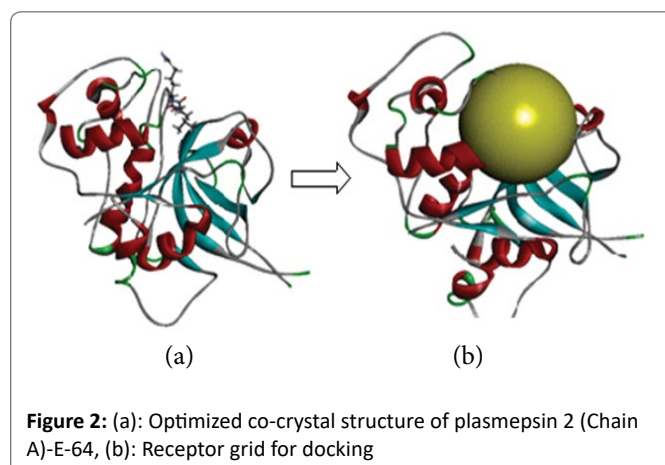 (a)
(b)
Figure 2: (a): Optimized co-crystal structure of plasmepsin 2 (Chain
A)-E-64, (b): Receptor grid for docking